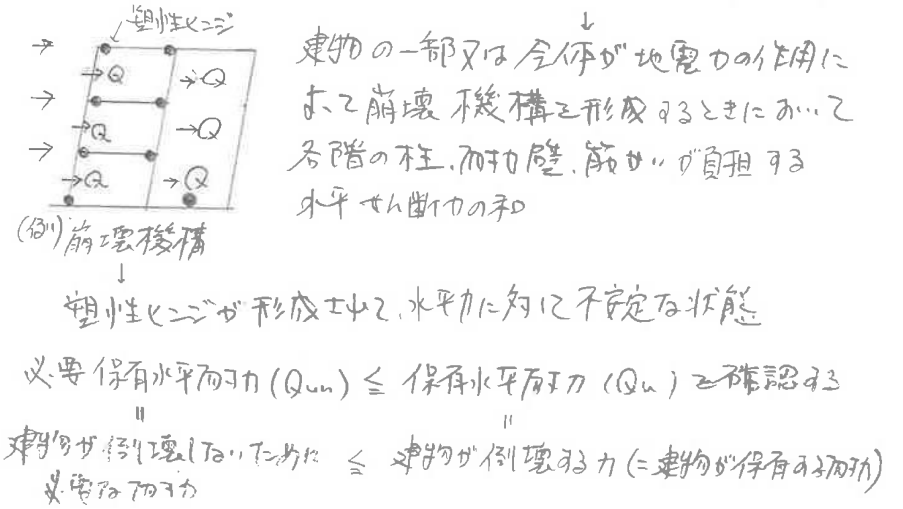 塑性ヒンジ
↓
→ → Q → Q
→ → Q → Q
→ → Q → Q
建物の一部又は全体が地震力の作用に
よって崩壊機構を形成するときにおいて
各階の柱、耐力壁、筋かいが負担する
水平せん断力の和
(例)崩壊機構
↓
塑性ヒンジが形成されて、水平力に対して不安定な状態
必要保有水平耐力(Qun) ≦ 保有水平耐力(Qu)を確認する
= =
建物が倒壊しないために ≦ 建物が倒壊する力(=建物が保有する耐力)
必要な耐力